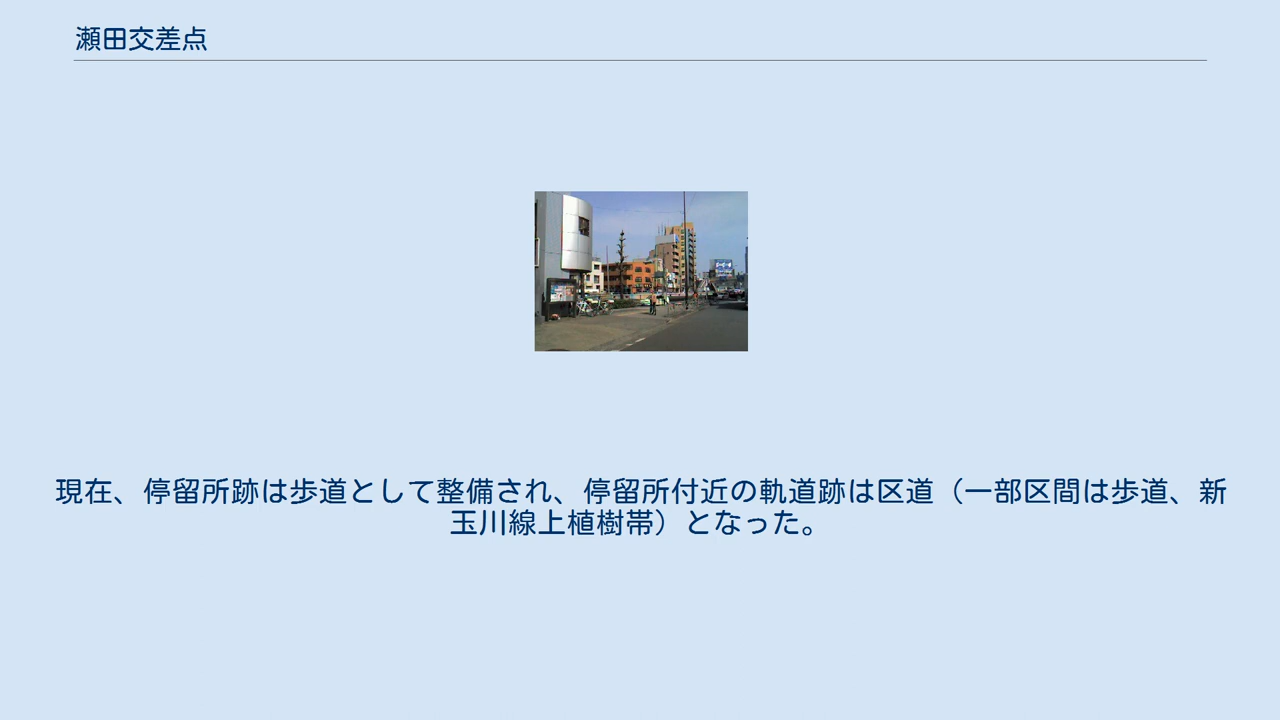 瀬田交差点
現在、停留所跡は歩道として整備され、停留所付近の軌道跡は区道（一部区間は歩道、新
玉川線上植樹帯）となった。